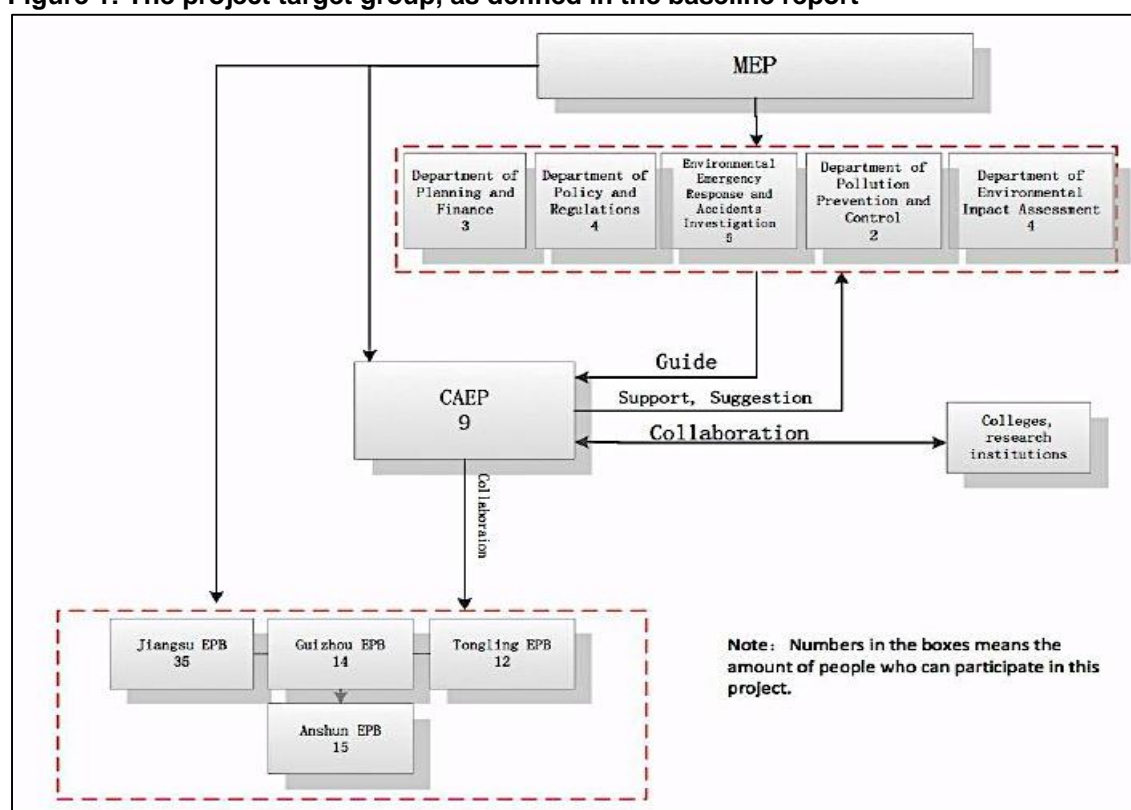 Figure 1: The project target group, as defined in the baseline report
MEP
Department of
Planning and
Finance
3
Department of
Policy and
Regulations
4
Environmental
Emergency
Response and
Accidents
Investigation
Department of
Pollution
Prevention and
Control
2
Department of
Environmental
Impact Assessment
4
Guide
CAEP
9
Support, Suggestion
Collaboration
Colleges,
research
institutions
Collaboraion
Jiangsu EPB
35
Guizhou EPB
14
Tongling EPB
12
Anshun EPB
15
Note: Numbers in the boxes means the
amount of people who can participate in this
project.